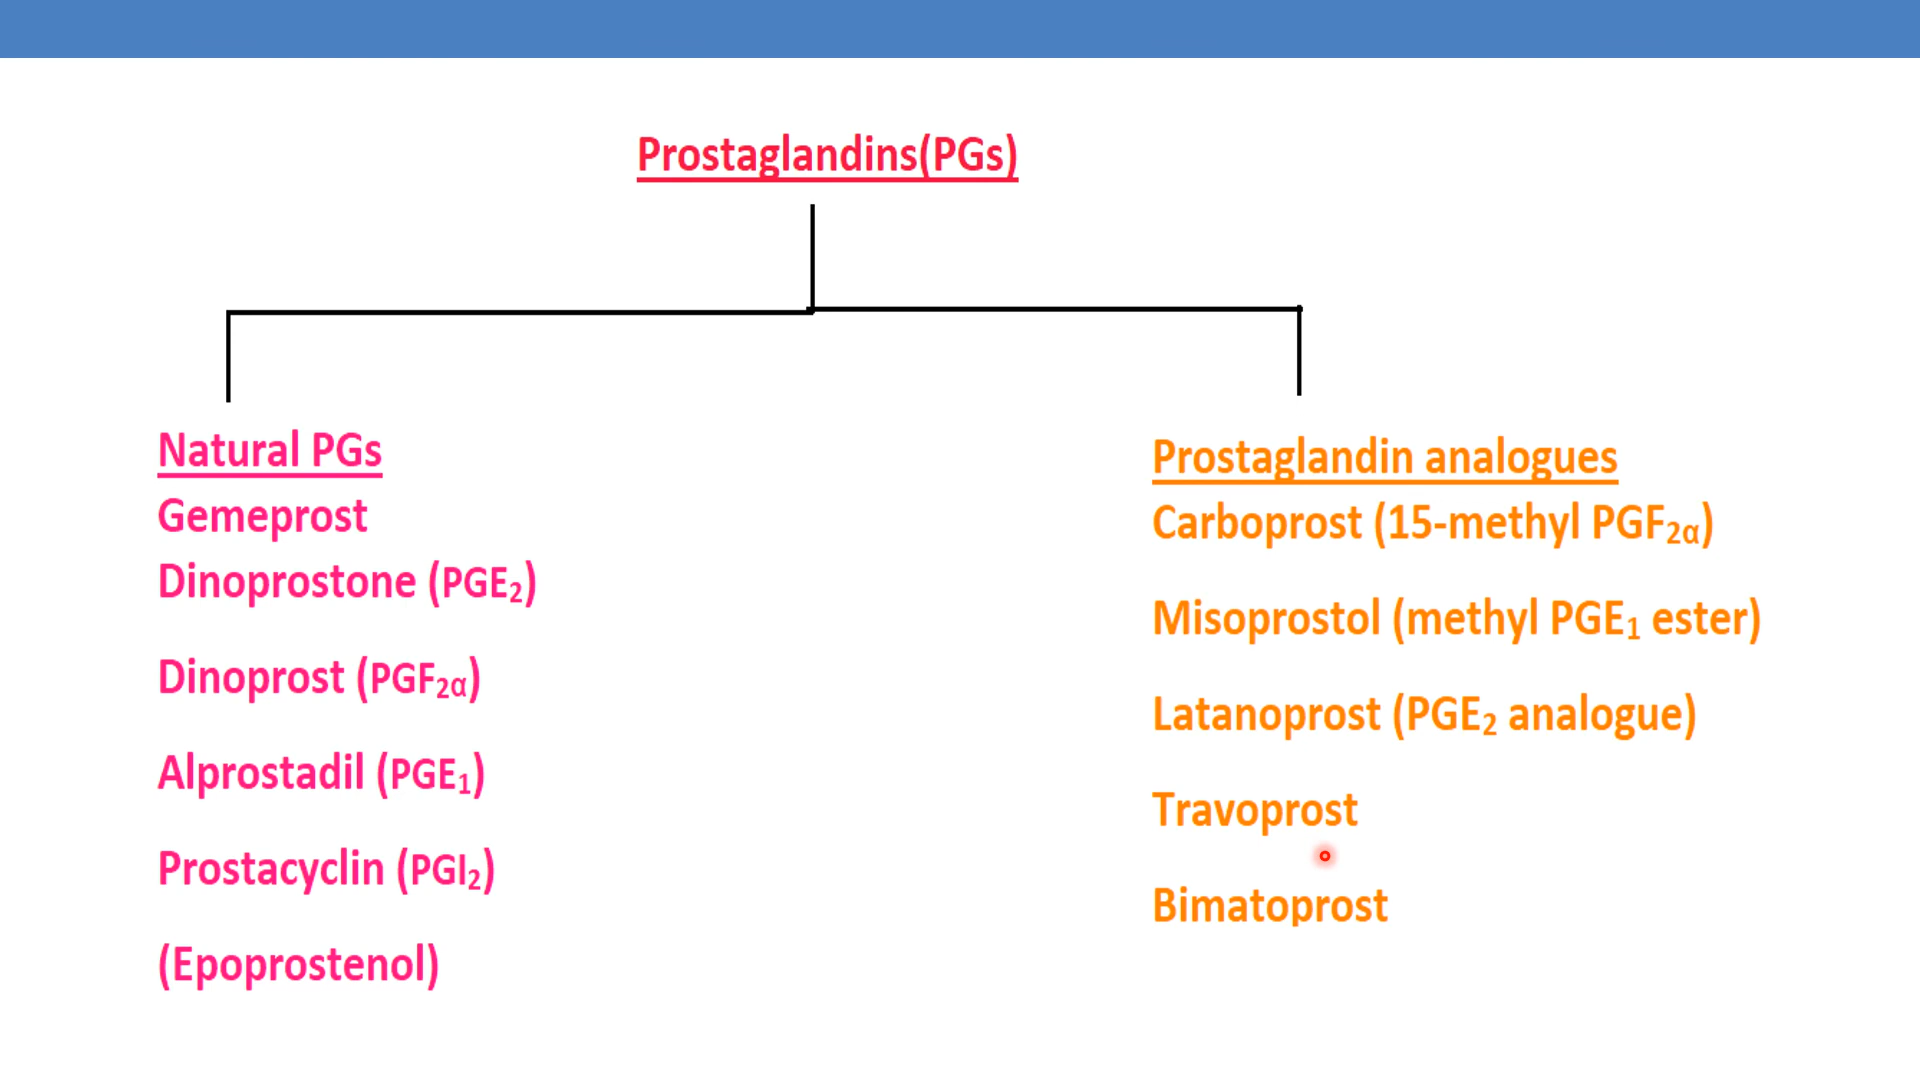 Prostaglandins(PGs)
Natural PGs
Gemeprost
Dinoprostone (PGE₂)
Dinoprost (PGF₂α)
Alprostadil (PGE₁)
Prostacyclin (PGI₂)
(Epoprostenol)
Prostaglandin analogues
Carboprost (15-methyl PGF₂α)
Misoprostol (methyl PGE₁ ester)
Latanoprost (PGE₂ analogue)
Travoprost
Bimatoprost